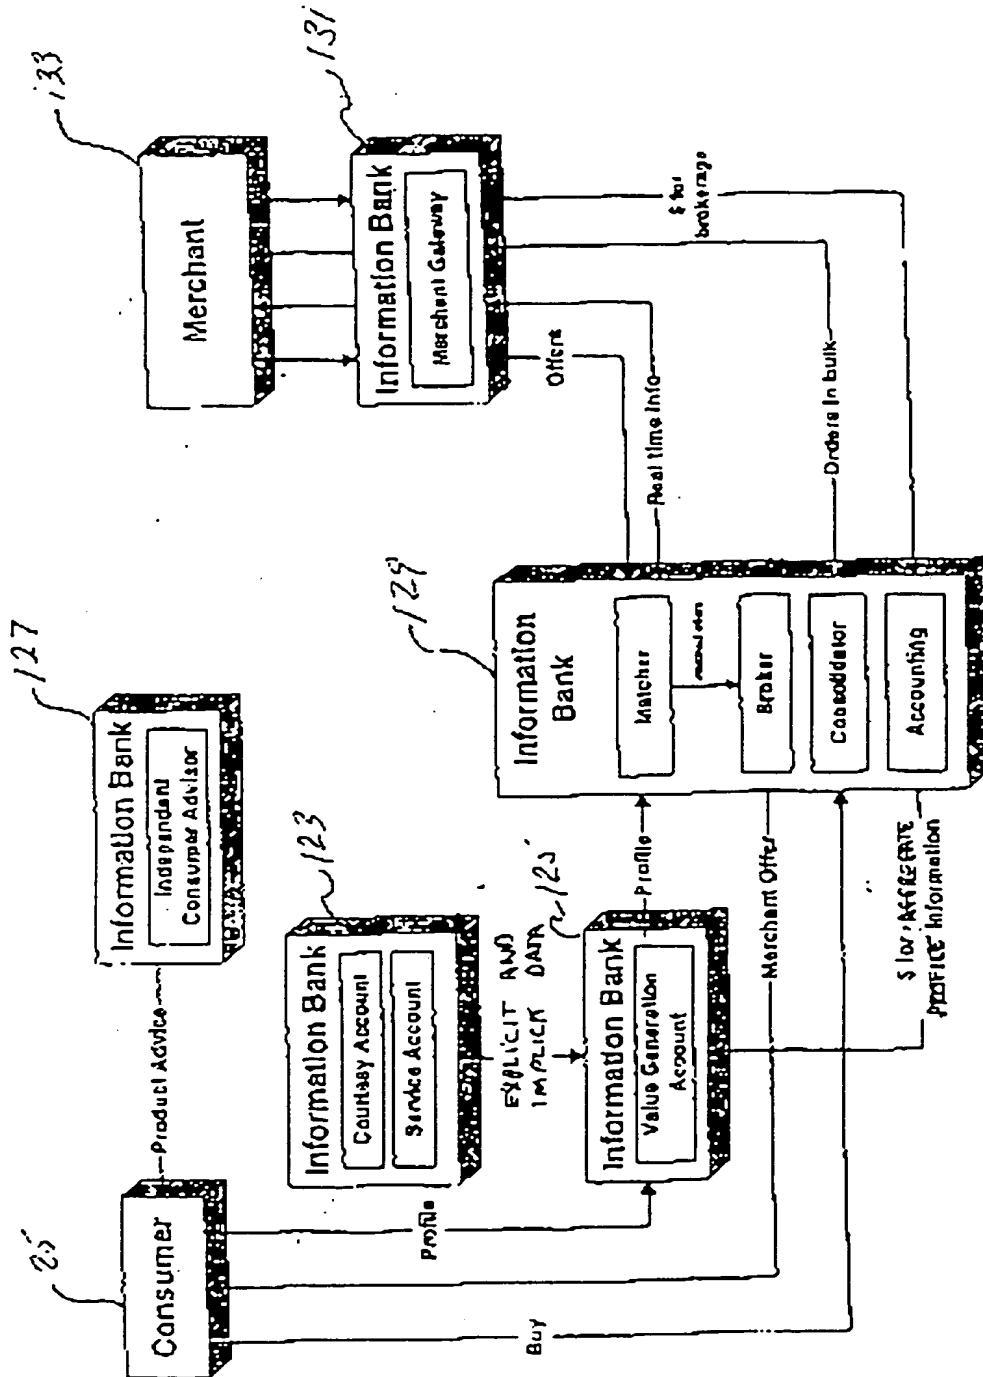 25
Consumer
Product Advice
127
Information Bank
Independent
Consumer Advisor
133
Merchant
131
Information Bank
Merchant Gateway
123
Information Bank
Courtesy Account
Service Account
EXPLICIT AND
IMPLICIT DATA
125
Information Bank
Value Generation
Account
Profile
Profile
129
Information
Bank
Matcher
Broker
Consolidator
Accounting
Offers
Real time Info
Orders In bulk
$ for
brokerage
Merchant Offer
Buy
$ for AGGREGATE
PROFILE Information